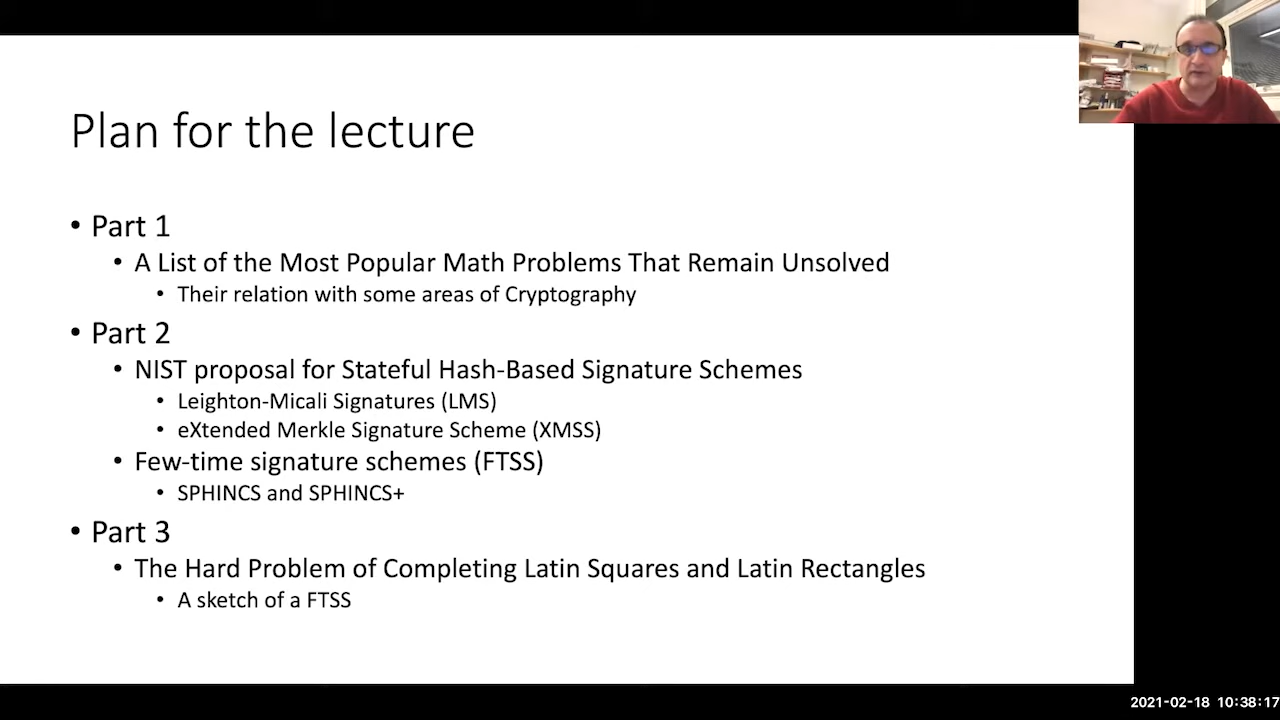 Plan for the lecture
• Part 1
• A List of the Most Popular Math Problems That Remain Unsolved
• Their relation with some areas of Cryptography
• Part 2
• NIST proposal for Stateful Hash-Based Signature Schemes
• Leighton-Micali Signatures (LMS)
• eXtended Merkle Signature Scheme (XMSS)
• Few-time signature schemes (FTSS)
• SPHINCS and SPHINCS+
• Part 3
• The Hard Problem of Completing Latin Squares and Latin Rectangles
• A sketch of a FTSS
2021-02-18 10:38:17